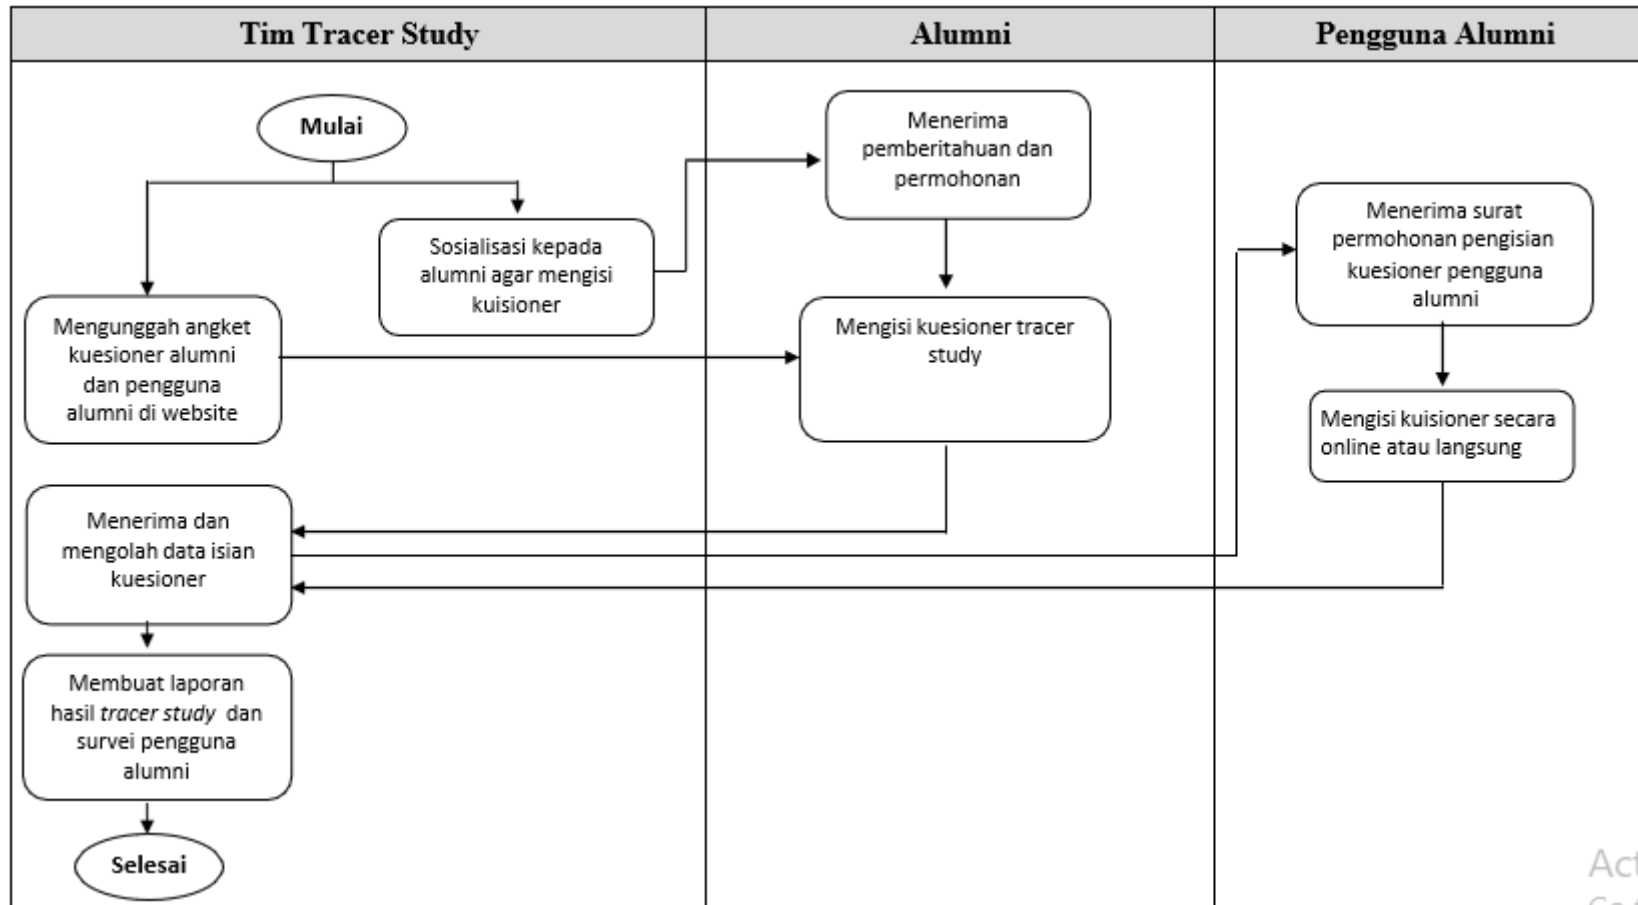 Tim Tracer Study
Alumni
Pengguna Alumni
Mulai
Sosialisasi kepada
alumni agar mengisi
kuisioner
Mengunggah angket
kuesioner alumni
dan pengguna
alumni di website
Menerima dan
mengolah data isian
kuesioner
Membuat laporan
hasil tracer study dan
survei pengguna
alumni
Selesai
Menerima
pemberitahuan dan
permohonan
Mengisi kuesioner tracer
study
Menerima surat
permohonan pengisian
kuesioner pengguna
alumni
Mengisi kuisioner secara
online atau langsung
Act